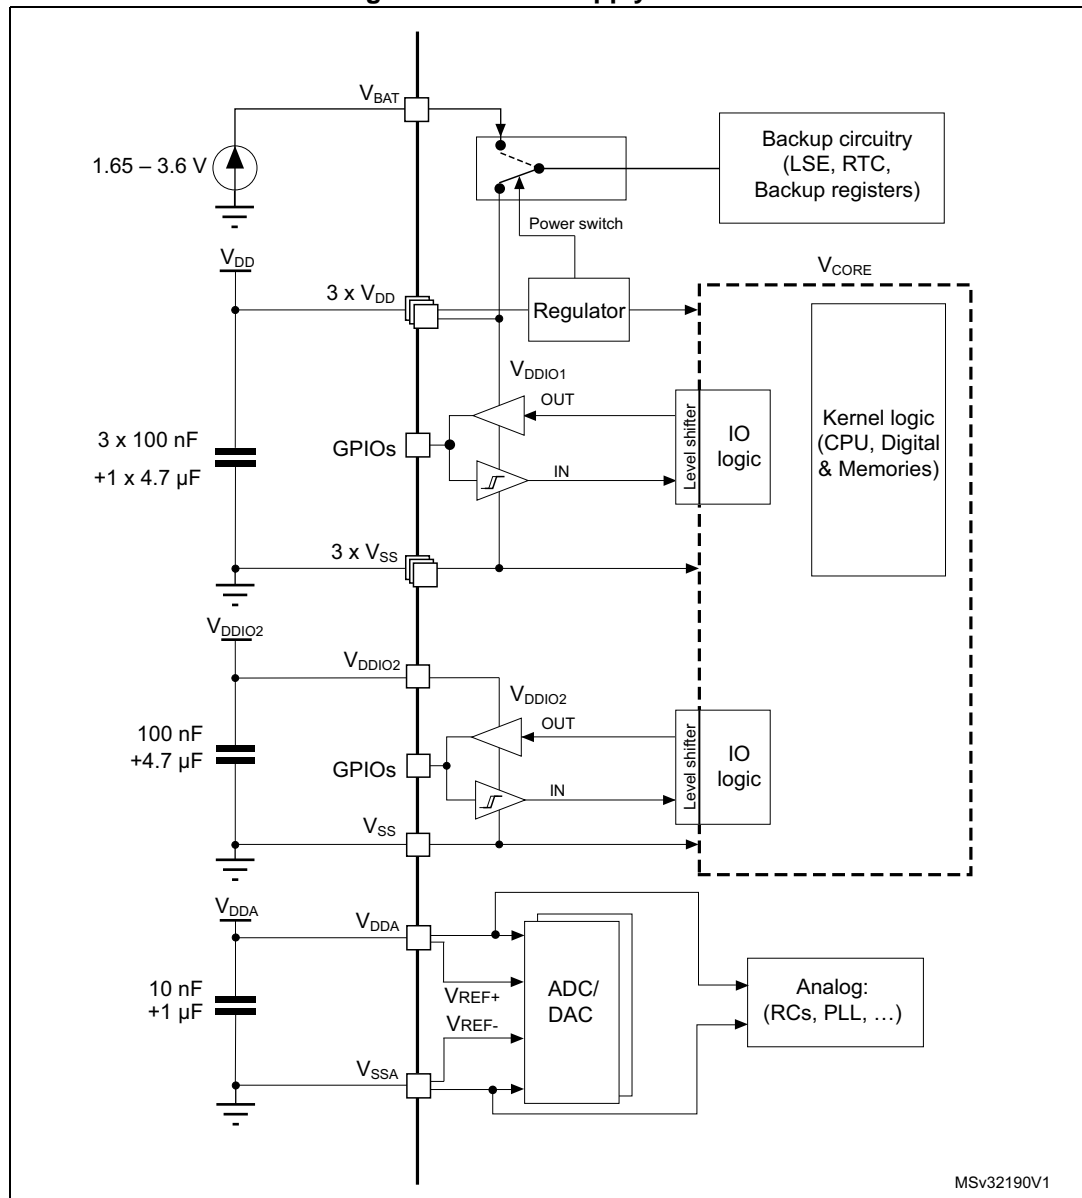 VBAT
1.65 – 3.6 V
Backup circuitry
(LSE, RTC,
Backup registers)
Power switch
VDD
VCORE
3 x VDD
Regulator
VDDIO1
OUT
3 x 100 nF
+1 x 4.7 µF
GPIOs
IN
Level shifter
IO
logic
Kernel logic
(CPU, Digital
& Memories)
3 x VSS
VDDIO2
VDDIO2
VDDIO2
OUT
100 nF
+4.7 µF
GPIOs
IN
Level shifter
IO
logic
VSS
VDDA
VDDA
10 nF
+1 µF
VREF+
VREF-
ADC/
DAC
Analog:
(RCs, PLL, …)
VSSA
MSv32190V1